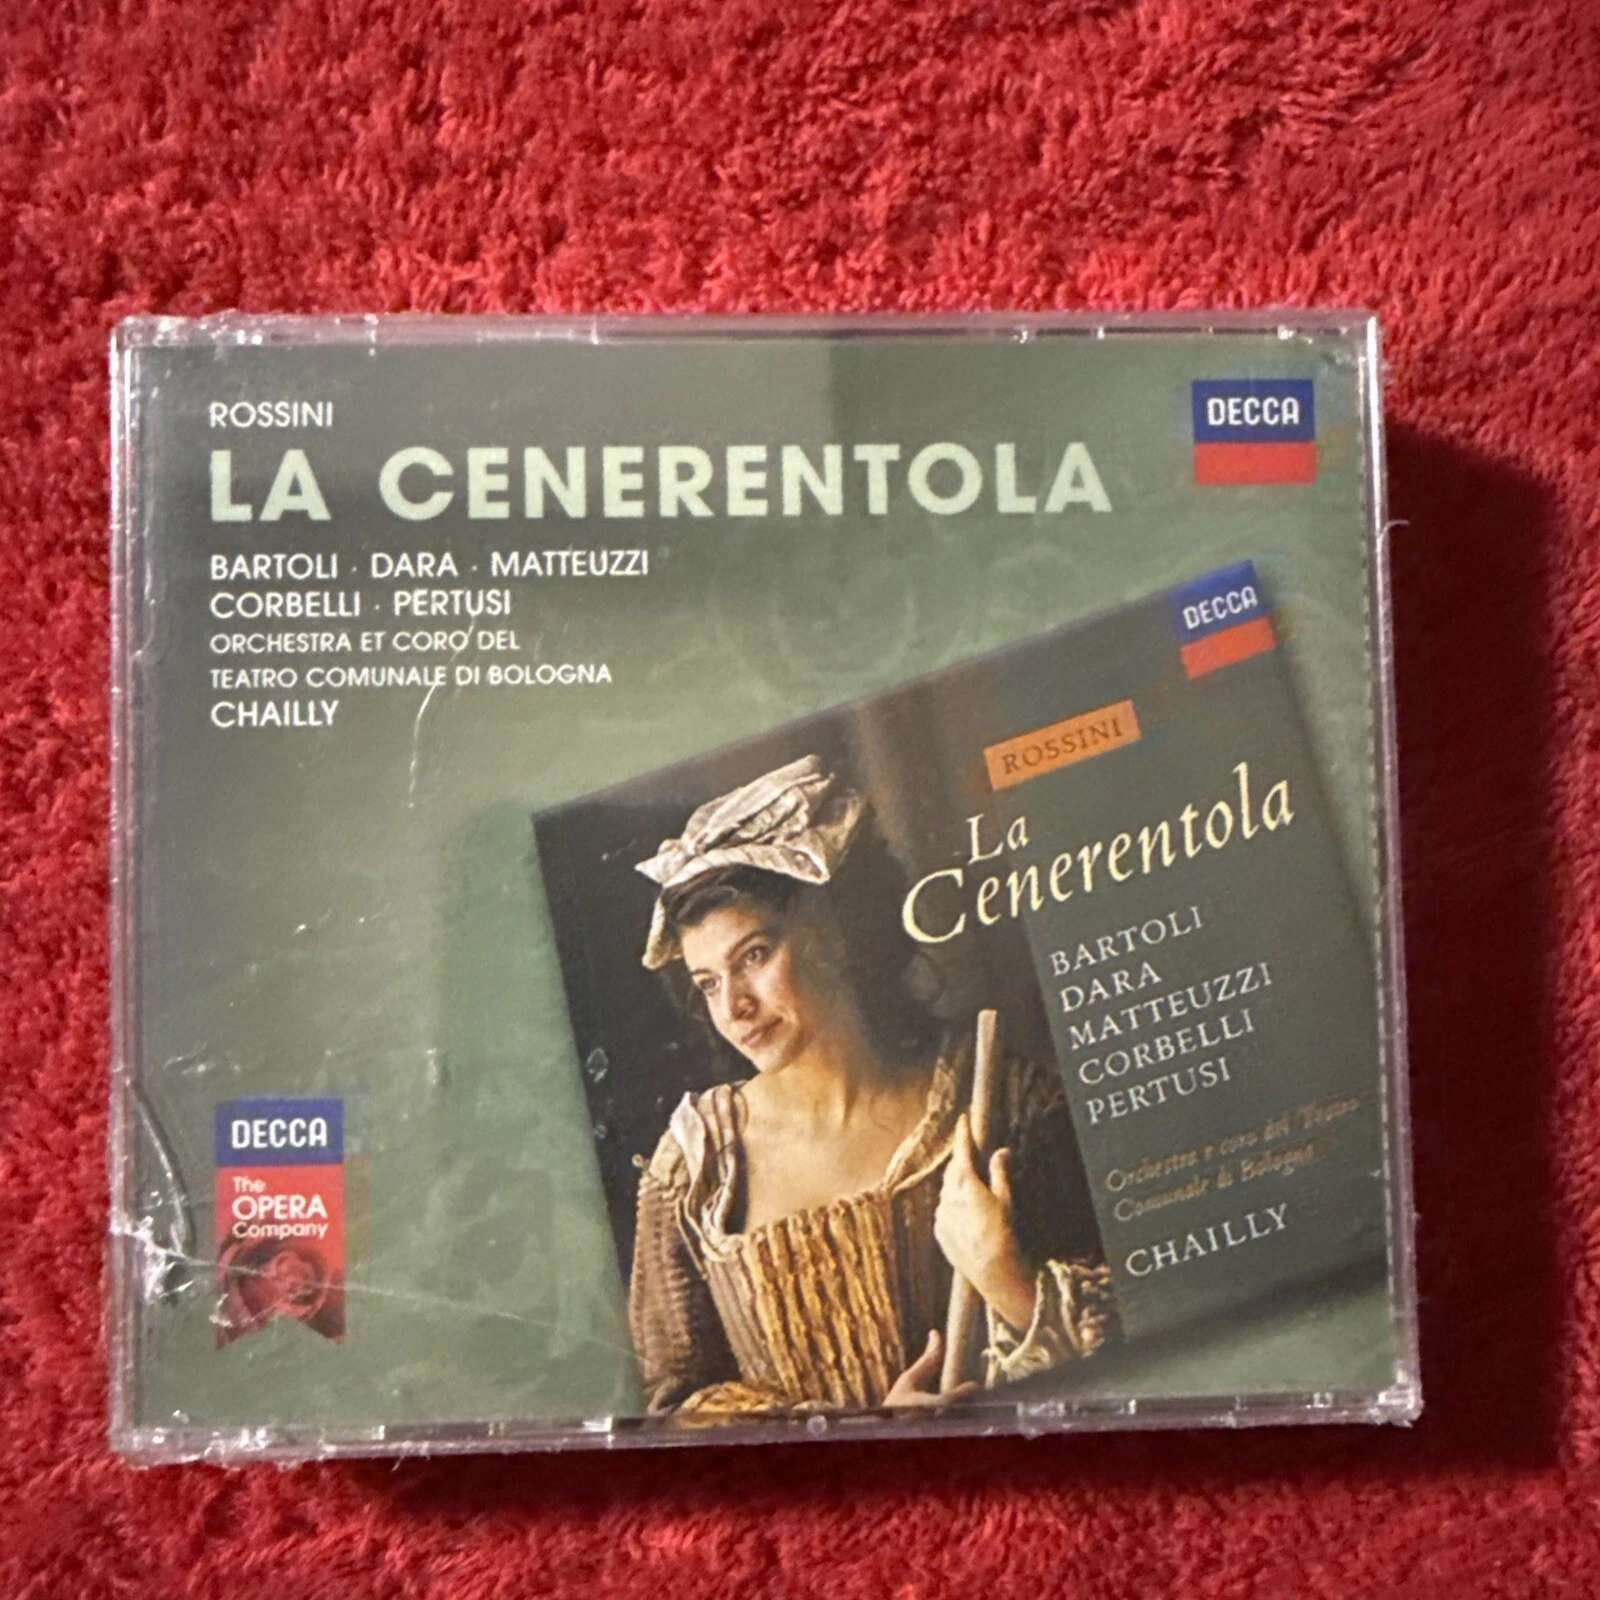 ROSSINI
LA CENERENTOLA
DECCA
BARTOLI · DARA · MATTEUZZI
CORBELLI · PERTUSI
ORCHESTRA ET CORO DEL
TEATRO COMUNALE DI BOLOGNA
CHAILLY
DECCA
ROSSINI
La
Cenerentola
BARTOLI
DARA
MATTEUZZI
CORBELLI
PERTUSI
Orchestra e coro del Teatro
Comunale di Bologna
CHAILLY
DECCA
The
OPERA
Company